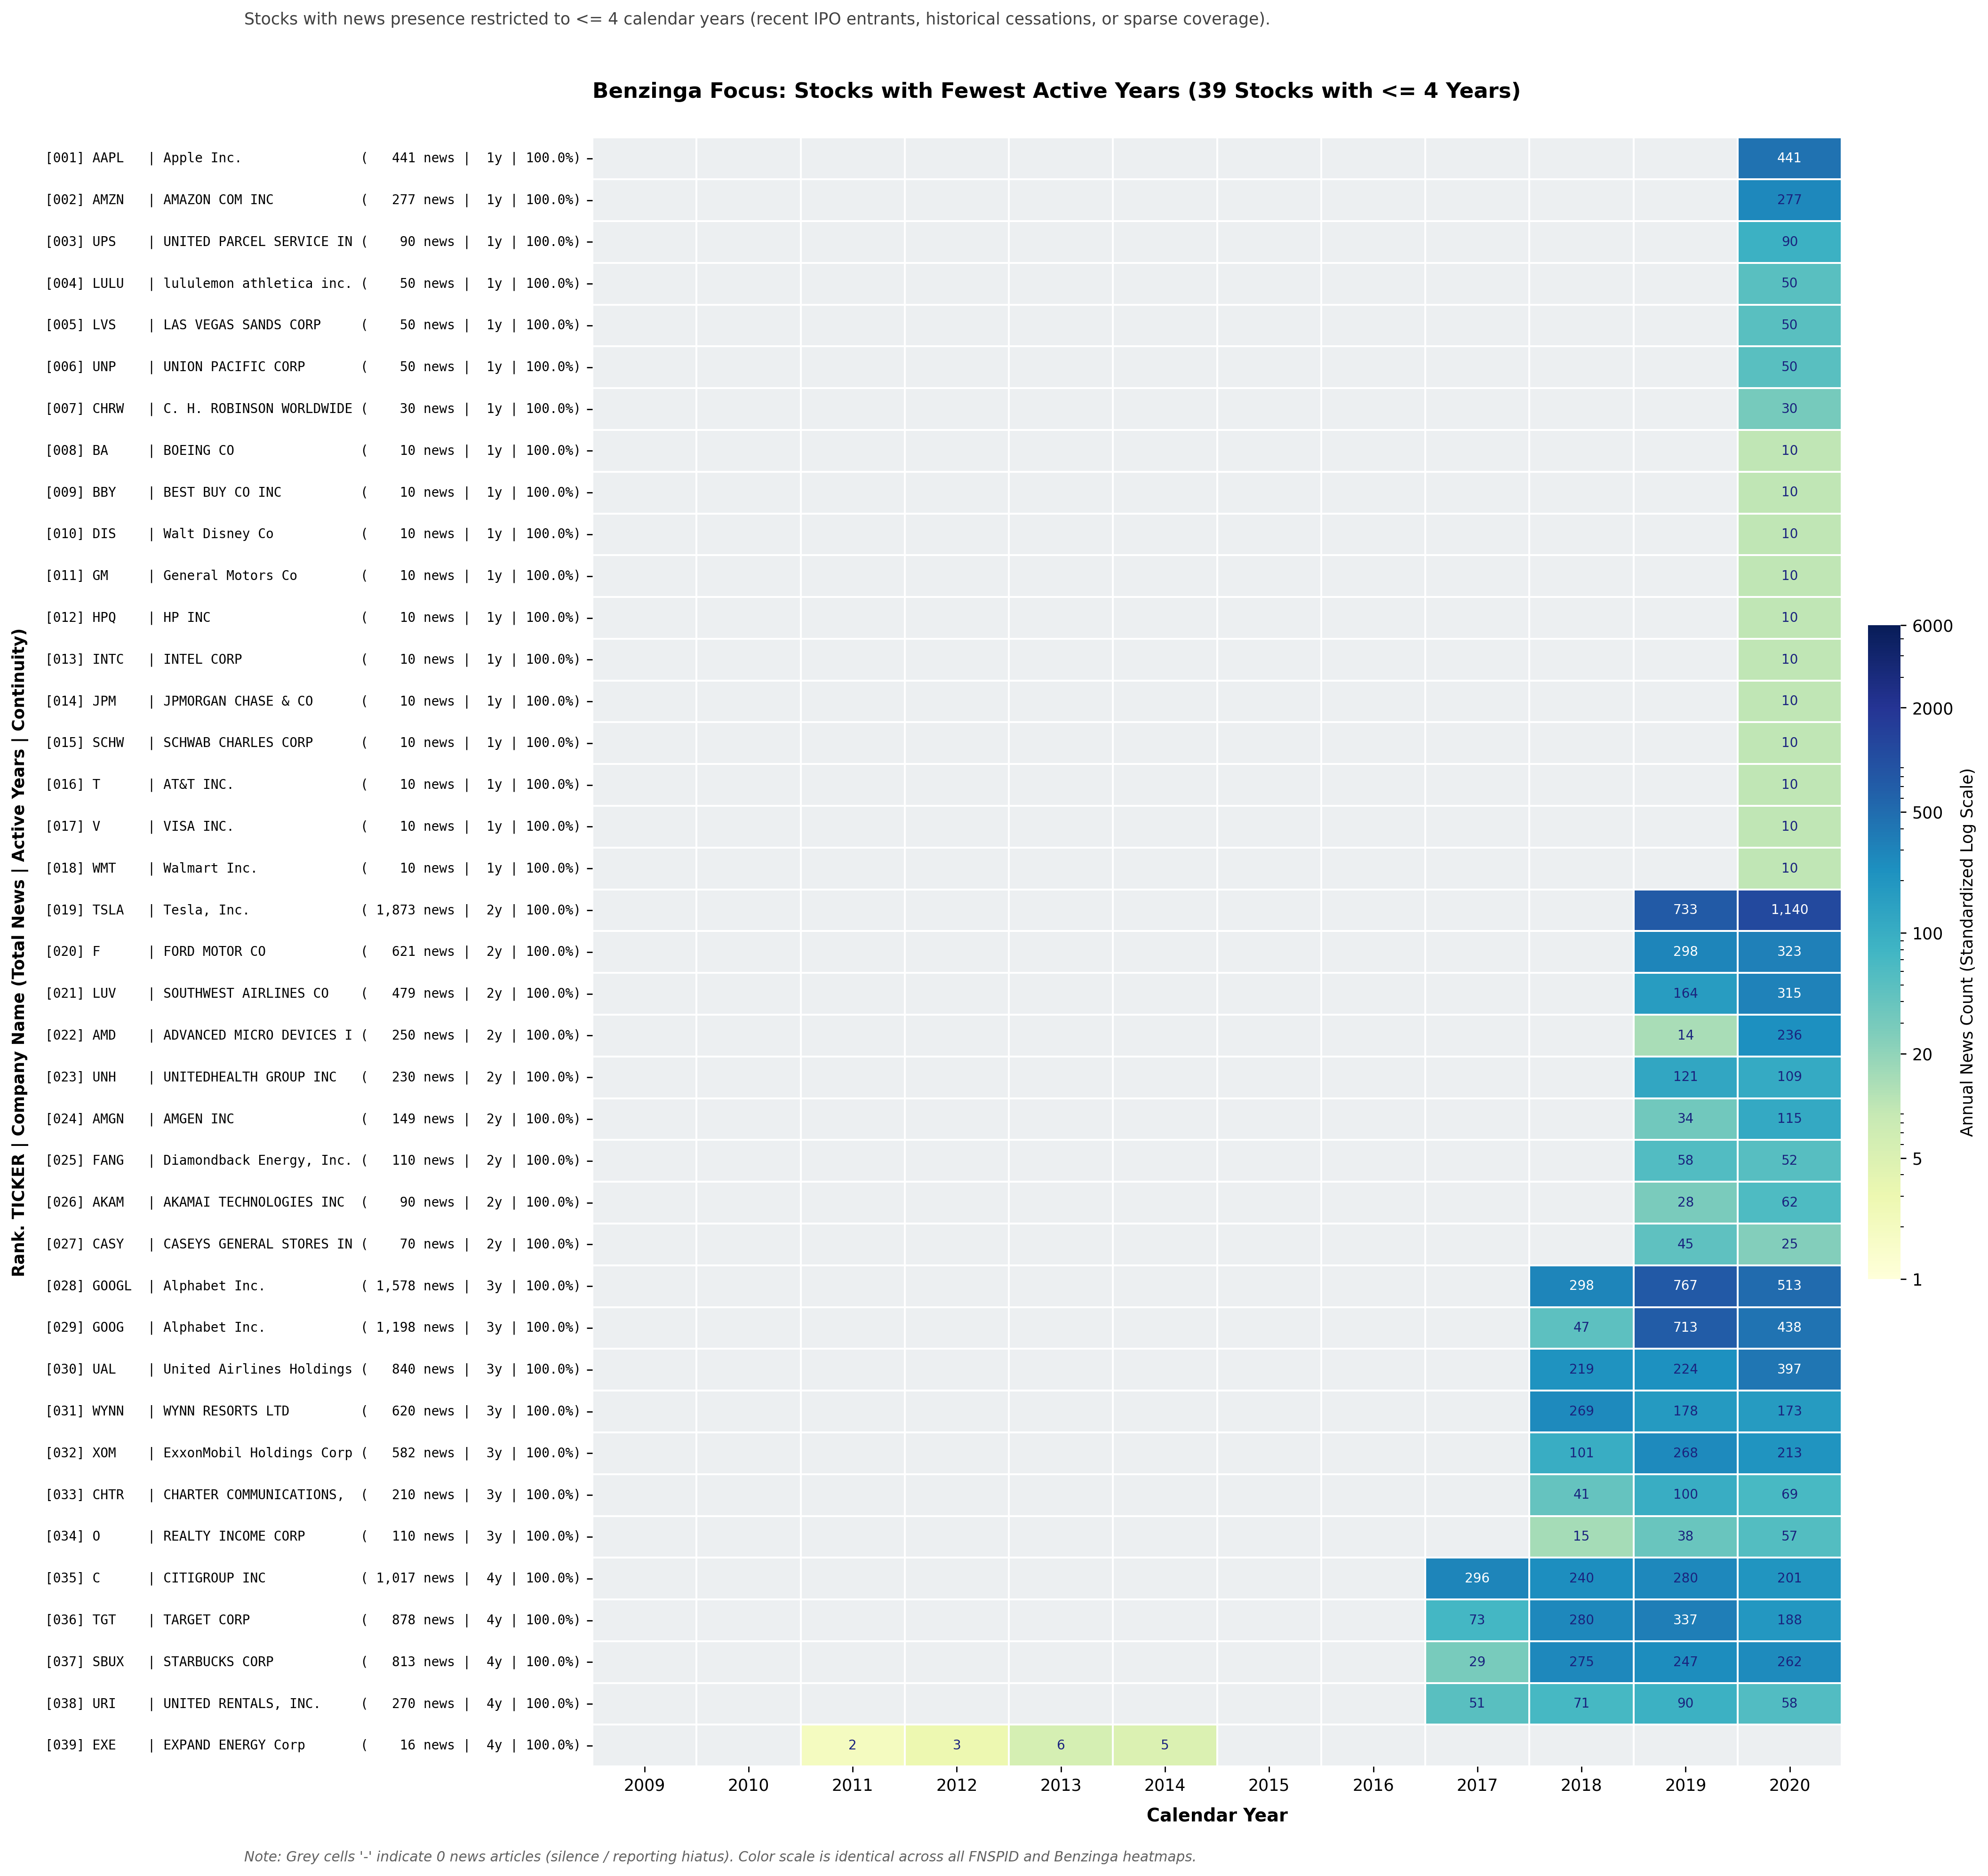 Stocks with news presence restricted to <= 4 calendar years (recent IPO entrants, historical cessations, or sparse coverage).
Benzinga Focus: Stocks with Fewest Active Years (39 Stocks with <= 4 Years)
Rank. TICKER | Company Name (Total News | Active Years | Continuity)
[001] AAPL | Apple Inc. ( 441 news | 1y | 100.0%) 441
[002] AMZN | AMAZON COM INC ( 277 news | 1y | 100.0%) 277
[003] UPS | UNITED PARCEL SERVICE IN ( 90 news | 1y | 100.0%) 90
[004] LULU | lululemon athletica inc. ( 50 news | 1y | 100.0%) 50
[005] LVS | LAS VEGAS SANDS CORP ( 50 news | 1y | 100.0%) 50
[006] UNP | UNION PACIFIC CORP ( 50 news | 1y | 100.0%) 50
[007] CHRW | C. H. ROBINSON WORLDWIDE ( 30 news | 1y | 100.0%) 30
[008] BA | BOEING CO ( 10 news | 1y | 100.0%) 10
[009] BBY | BEST BUY CO INC ( 10 news | 1y | 100.0%) 10
[010] DIS | Walt Disney Co ( 10 news | 1y | 100.0%) 10
[011] GM | General Motors Co ( 10 news | 1y | 100.0%) 10
[012] HPQ | HP INC ( 10 news | 1y | 100.0%) 10
[013] INTC | INTEL CORP ( 10 news | 1y | 100.0%) 10
[014] JPM | JPMORGAN CHASE & CO ( 10 news | 1y | 100.0%) 10
[015] SCHW | SCHWAB CHARLES CORP ( 10 news | 1y | 100.0%) 10
[016] T | AT&T INC. ( 10 news | 1y | 100.0%) 10
[017] V | VISA INC. ( 10 news | 1y | 100.0%) 10
[018] WMT | Walmart Inc. ( 10 news | 1y | 100.0%) 10
[019] TSLA | Tesla, Inc. ( 1,873 news | 2y | 100.0%) 733 1,140
[020] F | FORD MOTOR CO ( 621 news | 2y | 100.0%) 298 323
[021] LUV | SOUTHWEST AIRLINES CO ( 479 news | 2y | 100.0%) 164 315
[022] AMD | ADVANCED MICRO DEVICES I ( 250 news | 2y | 100.0%) 14 236
[023] UNH | UNITEDHEALTH GROUP INC ( 230 news | 2y | 100.0%) 121 109
[024] AMGN | AMGEN INC ( 149 news | 2y | 100.0%) 34 115
[025] FANG | Diamondback Energy, Inc. ( 110 news | 2y | 100.0%) 58 52
[026] AKAM | AKAMAI TECHNOLOGIES INC ( 90 news | 2y | 100.0%) 28 62
[027] CASY | CASEYS GENERAL STORES IN ( 70 news | 2y | 100.0%) 45 25
[028] GOOGL | Alphabet Inc. ( 1,578 news | 3y | 100.0%) 298 767 513
[029] GOOG | Alphabet Inc. ( 1,198 news | 3y | 100.0%) 47 713 438
[030] UAL | United Airlines Holdings ( 840 news | 3y | 100.0%) 219 224 397
[031] WYNN | WYNN RESORTS LTD ( 620 news | 3y | 100.0%) 269 178 173
[032] XOM | ExxonMobil Holdings Corp ( 582 news | 3y | 100.0%) 101 268 213
[033] CHTR | CHARTER COMMUNICATIONS, ( 210 news | 3y | 100.0%) 41 100 69
[034] O | REALTY INCOME CORP ( 110 news | 3y | 100.0%) 15 38 57
[035] C | CITIGROUP INC ( 1,017 news | 4y | 100.0%) 296 240 280 201
[036] TGT | TARGET CORP ( 878 news | 4y | 100.0%) 73 280 337 188
[037] SBUX | STARBUCKS CORP ( 813 news | 4y | 100.0%) 29 275 247 262
[038] URI | UNITED RENTALS, INC. ( 270 news | 4y | 100.0%) 51 71 90 58
[039] EXE | EXPAND ENERGY Corp ( 16 news | 4y | 100.0%) 2 3 6 5
2009 2010 2011 2012 2013 2014 2015 2016 2017 2018 2019 2020
Calendar Year
6000
2000
500
100
20
5
1
Annual News Count (Standardized Log Scale)
Note: Grey cells '-' indicate 0 news articles (silence / reporting hiatus). Color scale is identical across all FNSPID and Benzinga heatmaps.